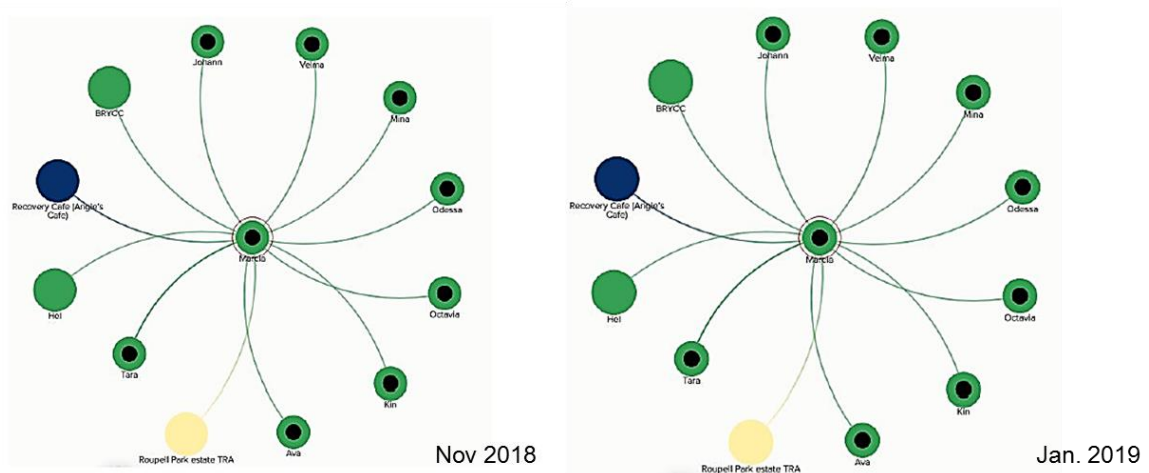 Johann
Velma
BRYCC
Mina
Recovery Cafe (Angie's
Cafe)
Odessa
Marcia
Hel
Octavia
Tara
Kin
Ava
Roupell Park estate TRA
Nov 2018
Johann
Velma
BRYCC
Mina
Recovery Cafe (Angie's
Cafe)
Odessa
Marcia
Hel
Octavia
Tara
Kin
Ava
Roupell Park estate TRA
Jan. 2019